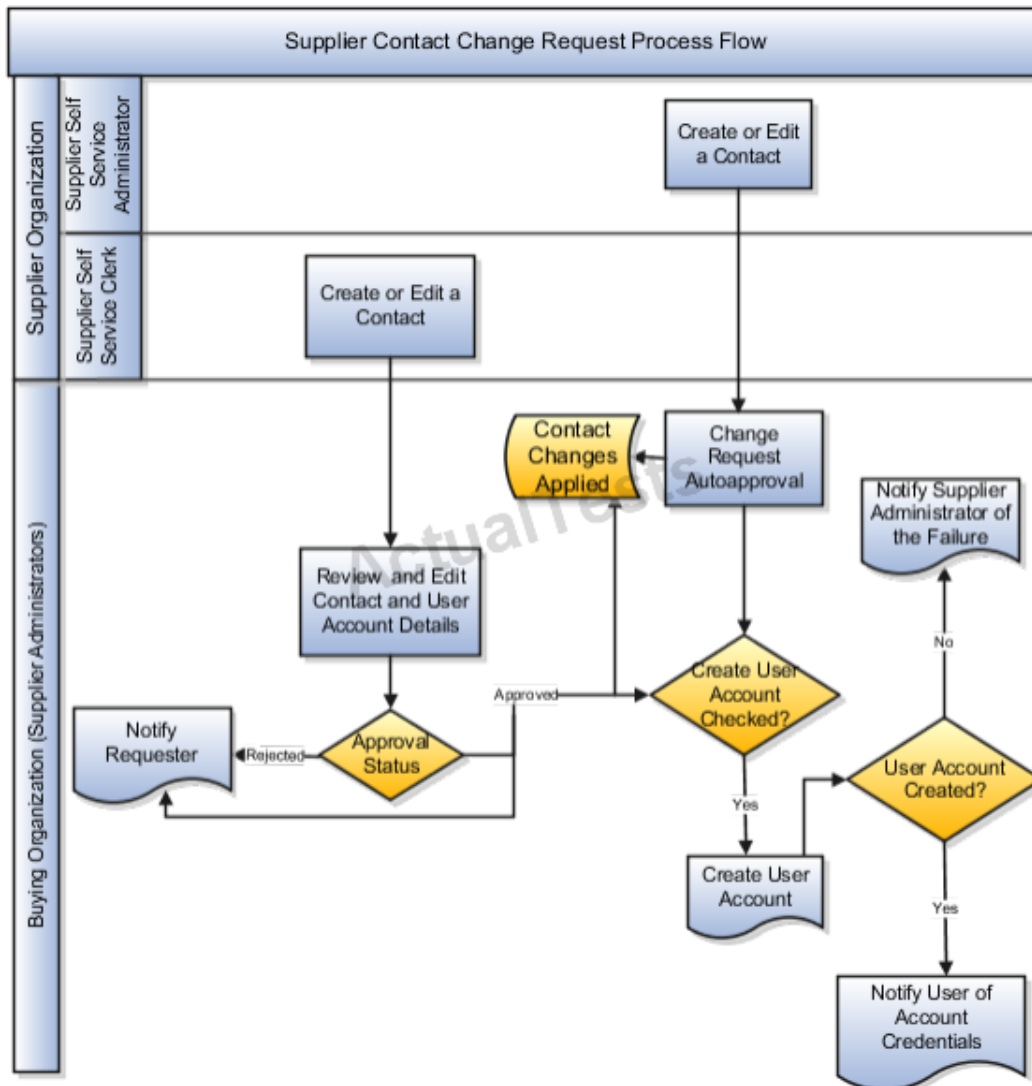 Supplier Contact Change Request Process Flow
Supplier Organization
Supplier Self
Service
Administrator
Create or Edit
a Contact
Supplier Self
Service Clerk
Create or Edit a
Contact
Buying Organization (Supplier Administrators)
Contact
Changes
Applied
Change
Request
Autoapproval
Notify Supplier
Administrator of
the Failure
ActualTests
Review and Edit
Contact and User
Account Details
No
Approved
Create User
Account
Checked?
Notify
Requester
Rejected
Approval
Status
User Account
Created?
Yes
Create User
Account
Yes
Notify User of
Account
Credentials